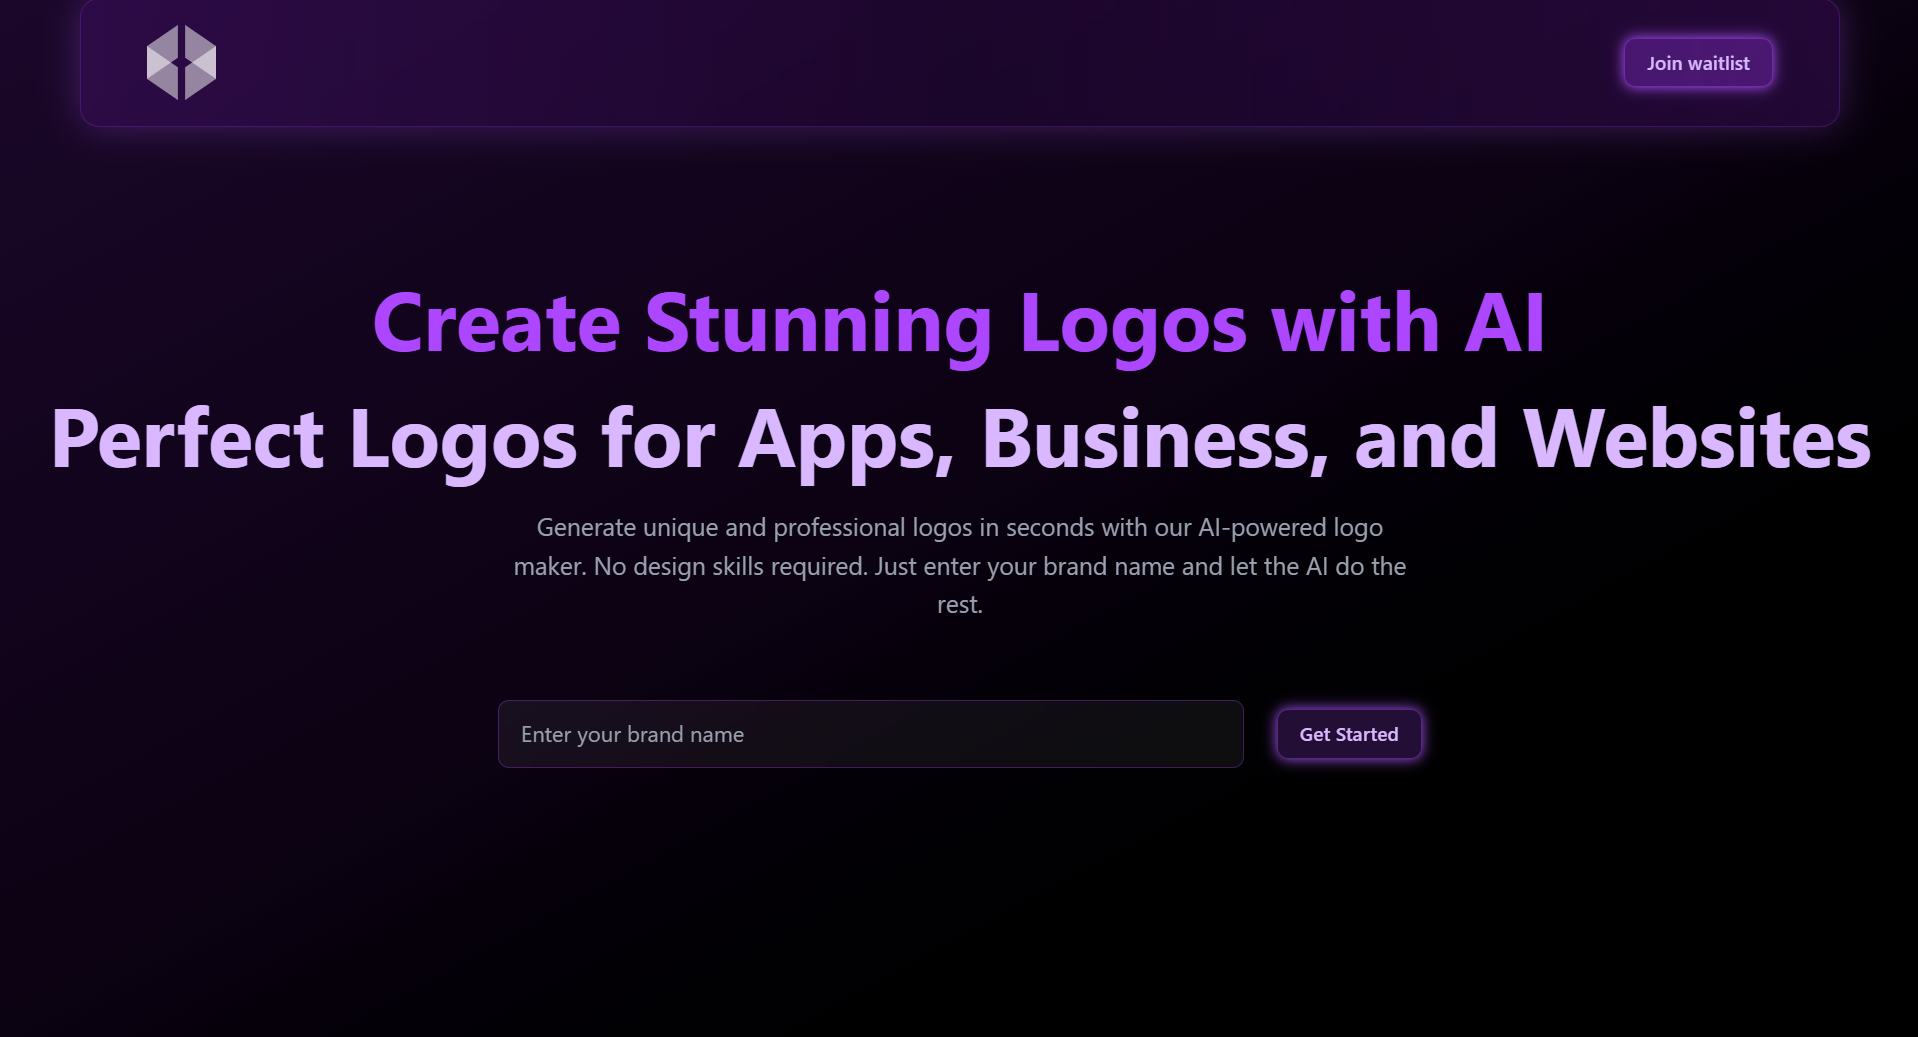 Join waitlist
Create Stunning Logos with AI
Perfect Logos for Apps, Business, and Websites
Generate unique and professional logos in seconds with our AI-powered logo
maker. No design skills required. Just enter your brand name and let the AI do the
rest.
Enter your brand name
Get Started